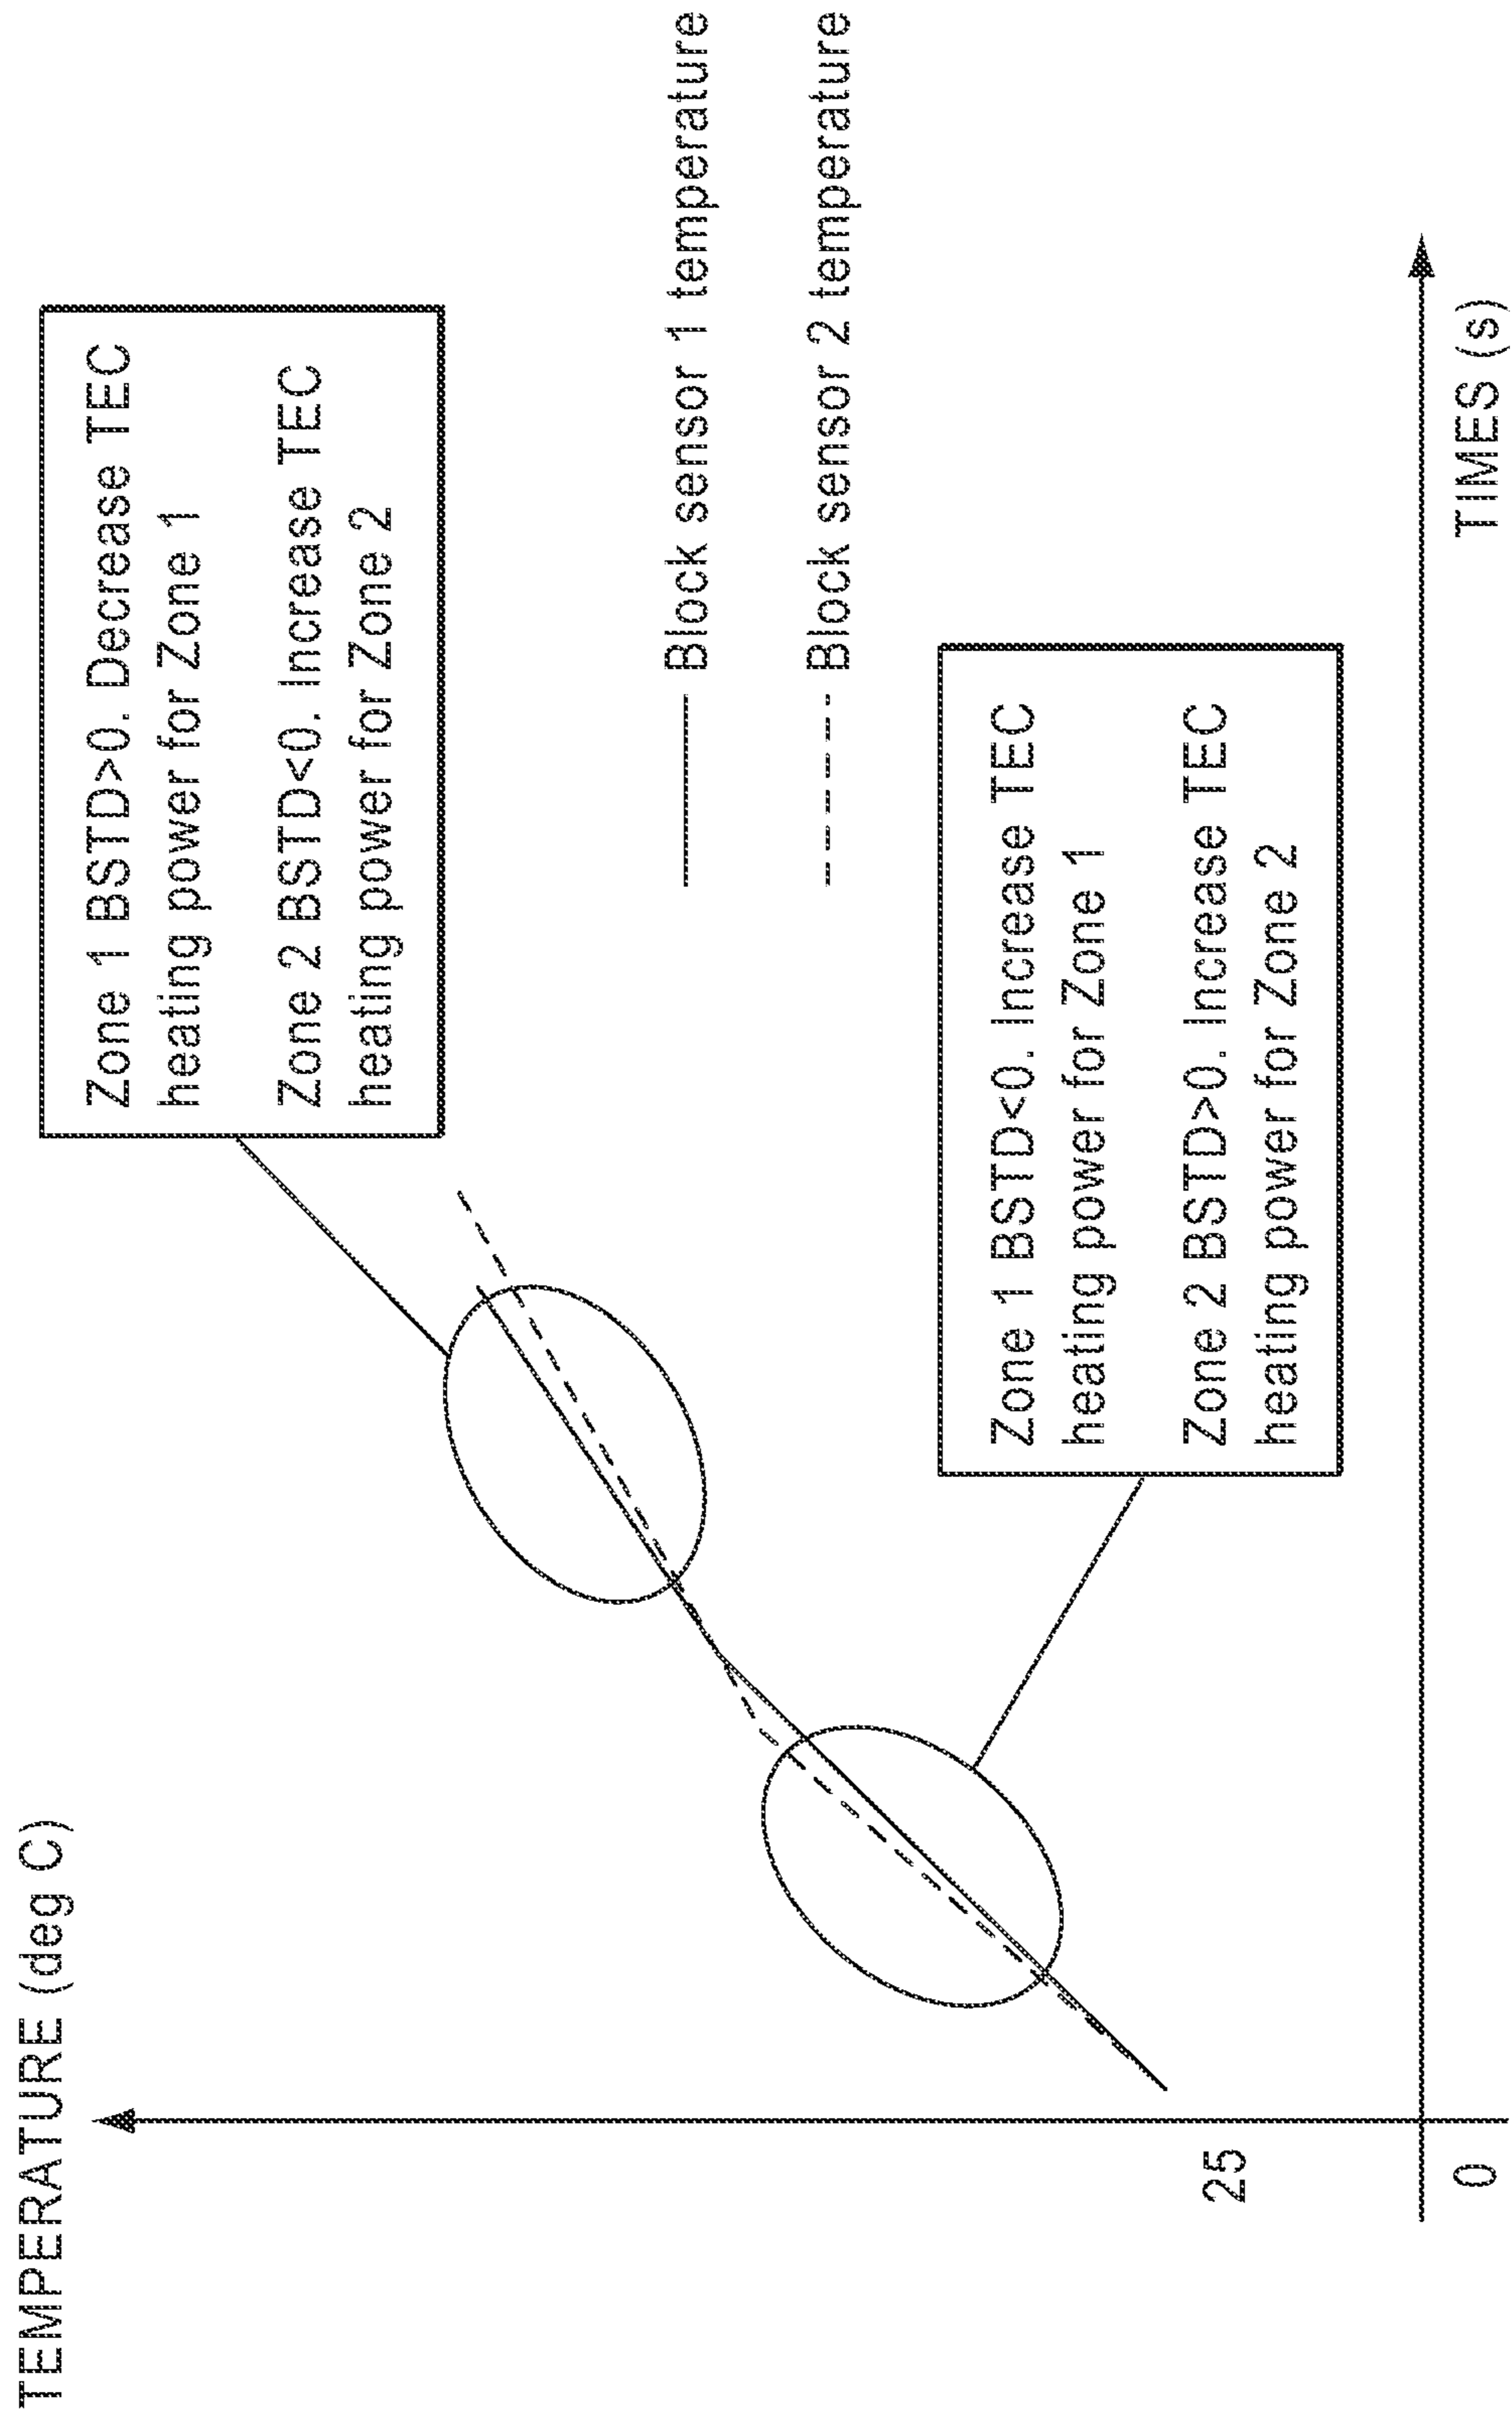 TEMPERATURE (deg C)
Zone 1 BSTD>0. Decrease TEC
heating power for Zone 1
Zone 2 BSTD<0. Increase TEC
heating power for Zone 2
Block sensor 1 temperature
Block sensor 2 temperature
Zone 1 BSTD<0. Increase TEC
heating power for Zone 1
Zone 2 BSTD>0. Increase TEC
heating power for Zone 2
25
0
TIMES (s)